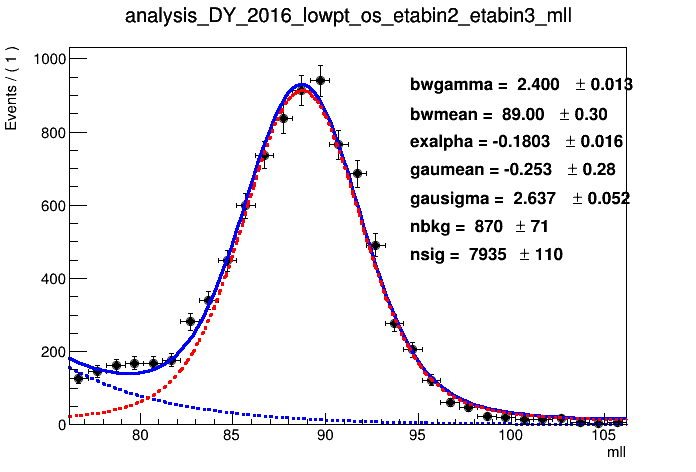 analysis_DY_2016_lowpt_os_etabin2_etabin3_mll
Events / ( 1 )
1000
800
600
400
200
0
bwgamma = 2.400 ± 0.013
bwmean = 89.00 ± 0.30
exalpha = -0.1803 ± 0.016
gaumean = -0.253 ± 0.28
gausigma = 2.637 ± 0.052
nbkg = 870 ± 71
nsig = 7935 ± 110
80 85 90 95 100 105
mll